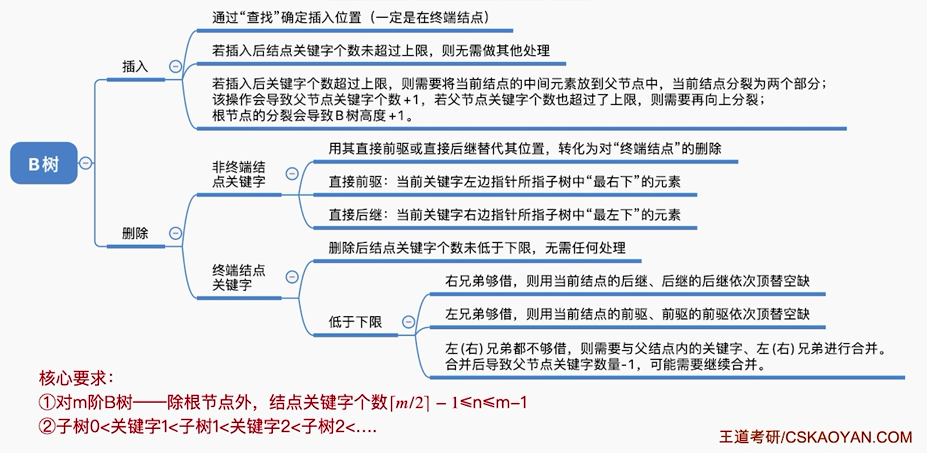 B树
插入
通过“查找”确定插入位置（一定是在终端结点）
若插入后结点关键字个数未超过上限，则无需做其他处理
若插入后关键字个数超过上限，则需要将当前结点的中间元素放到父节点中，当前结点分裂为两个部分；
该操作会导致父节点关键字个数+1，若父节点关键字个数也超过了上限，则需要再向上分裂；
根节点的分裂会导致B树高度+1。
删除
非终端结
点关键字
用其直接前驱或直接后继替代其位置，转化为对“终端结点”的删除
直接前驱：当前关键字左边指针所指子树中“最右下”的元素
直接后继：当前关键字右边指针所指子树中“最左下”的元素
终端结点
关键字
删除后结点关键字个数未低于下限，无需任何处理
低于下限
右兄弟够借，则用当前结点的后继、后继的后继依次顶替空缺
左兄弟够借，则用当前结点的前驱、前驱的前驱依次顶替空缺
左(右)兄弟都不够借，则需要与父结点内的关键字、左(右)兄弟进行合并。
合并后导致父节点关键字数量-1，可能需要继续合并。
核心要求：
①对m阶B树——除根节点外，结点关键字个数⌈m/2⌉ − 1≤n≤m−1
②子树0<关键字1<子树1<关键字2<子树2<….
王道考研/CSKAOYAN.COM